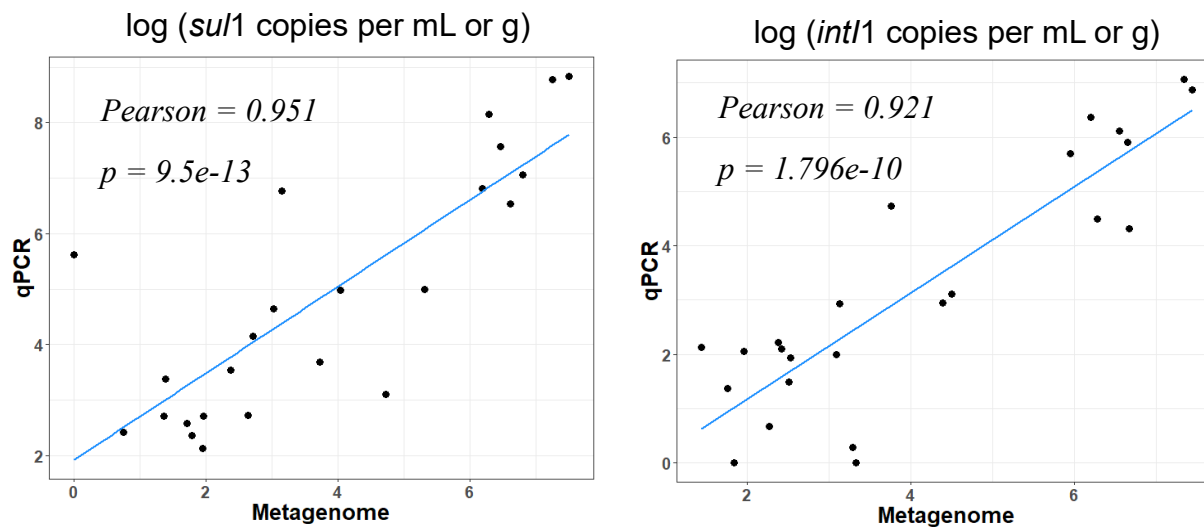 log (sul1 copies per mL or g)
Pearson = 0.951
p = 9.5e-13
8
6
4
2
qPCR
0 2 4 6
Metagenome
log (intI1 copies per mL or g)
Pearson = 0.921
p = 1.796e-10
6
4
2
0
qPCR
2 4 6
Metagenome